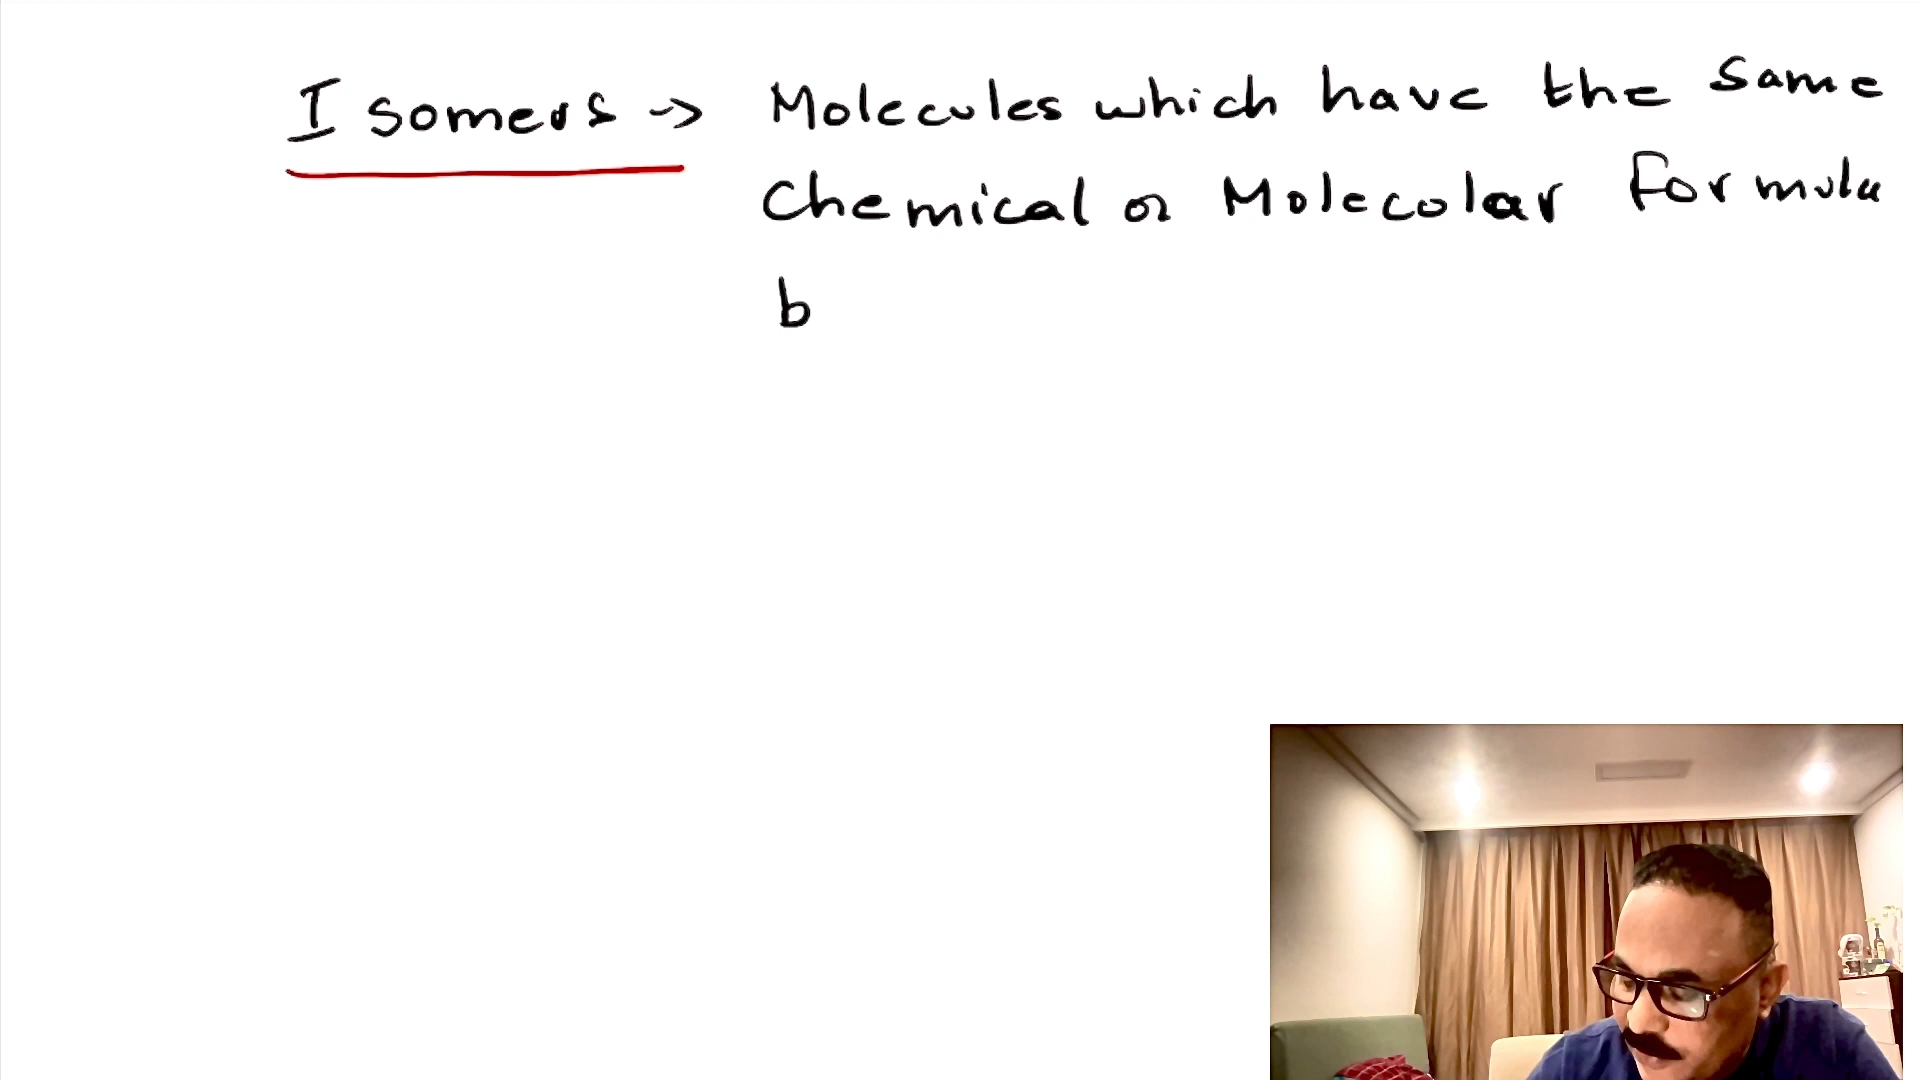 Isomers -> Molecules which have the same
Chemical or Molecolar Formula
b